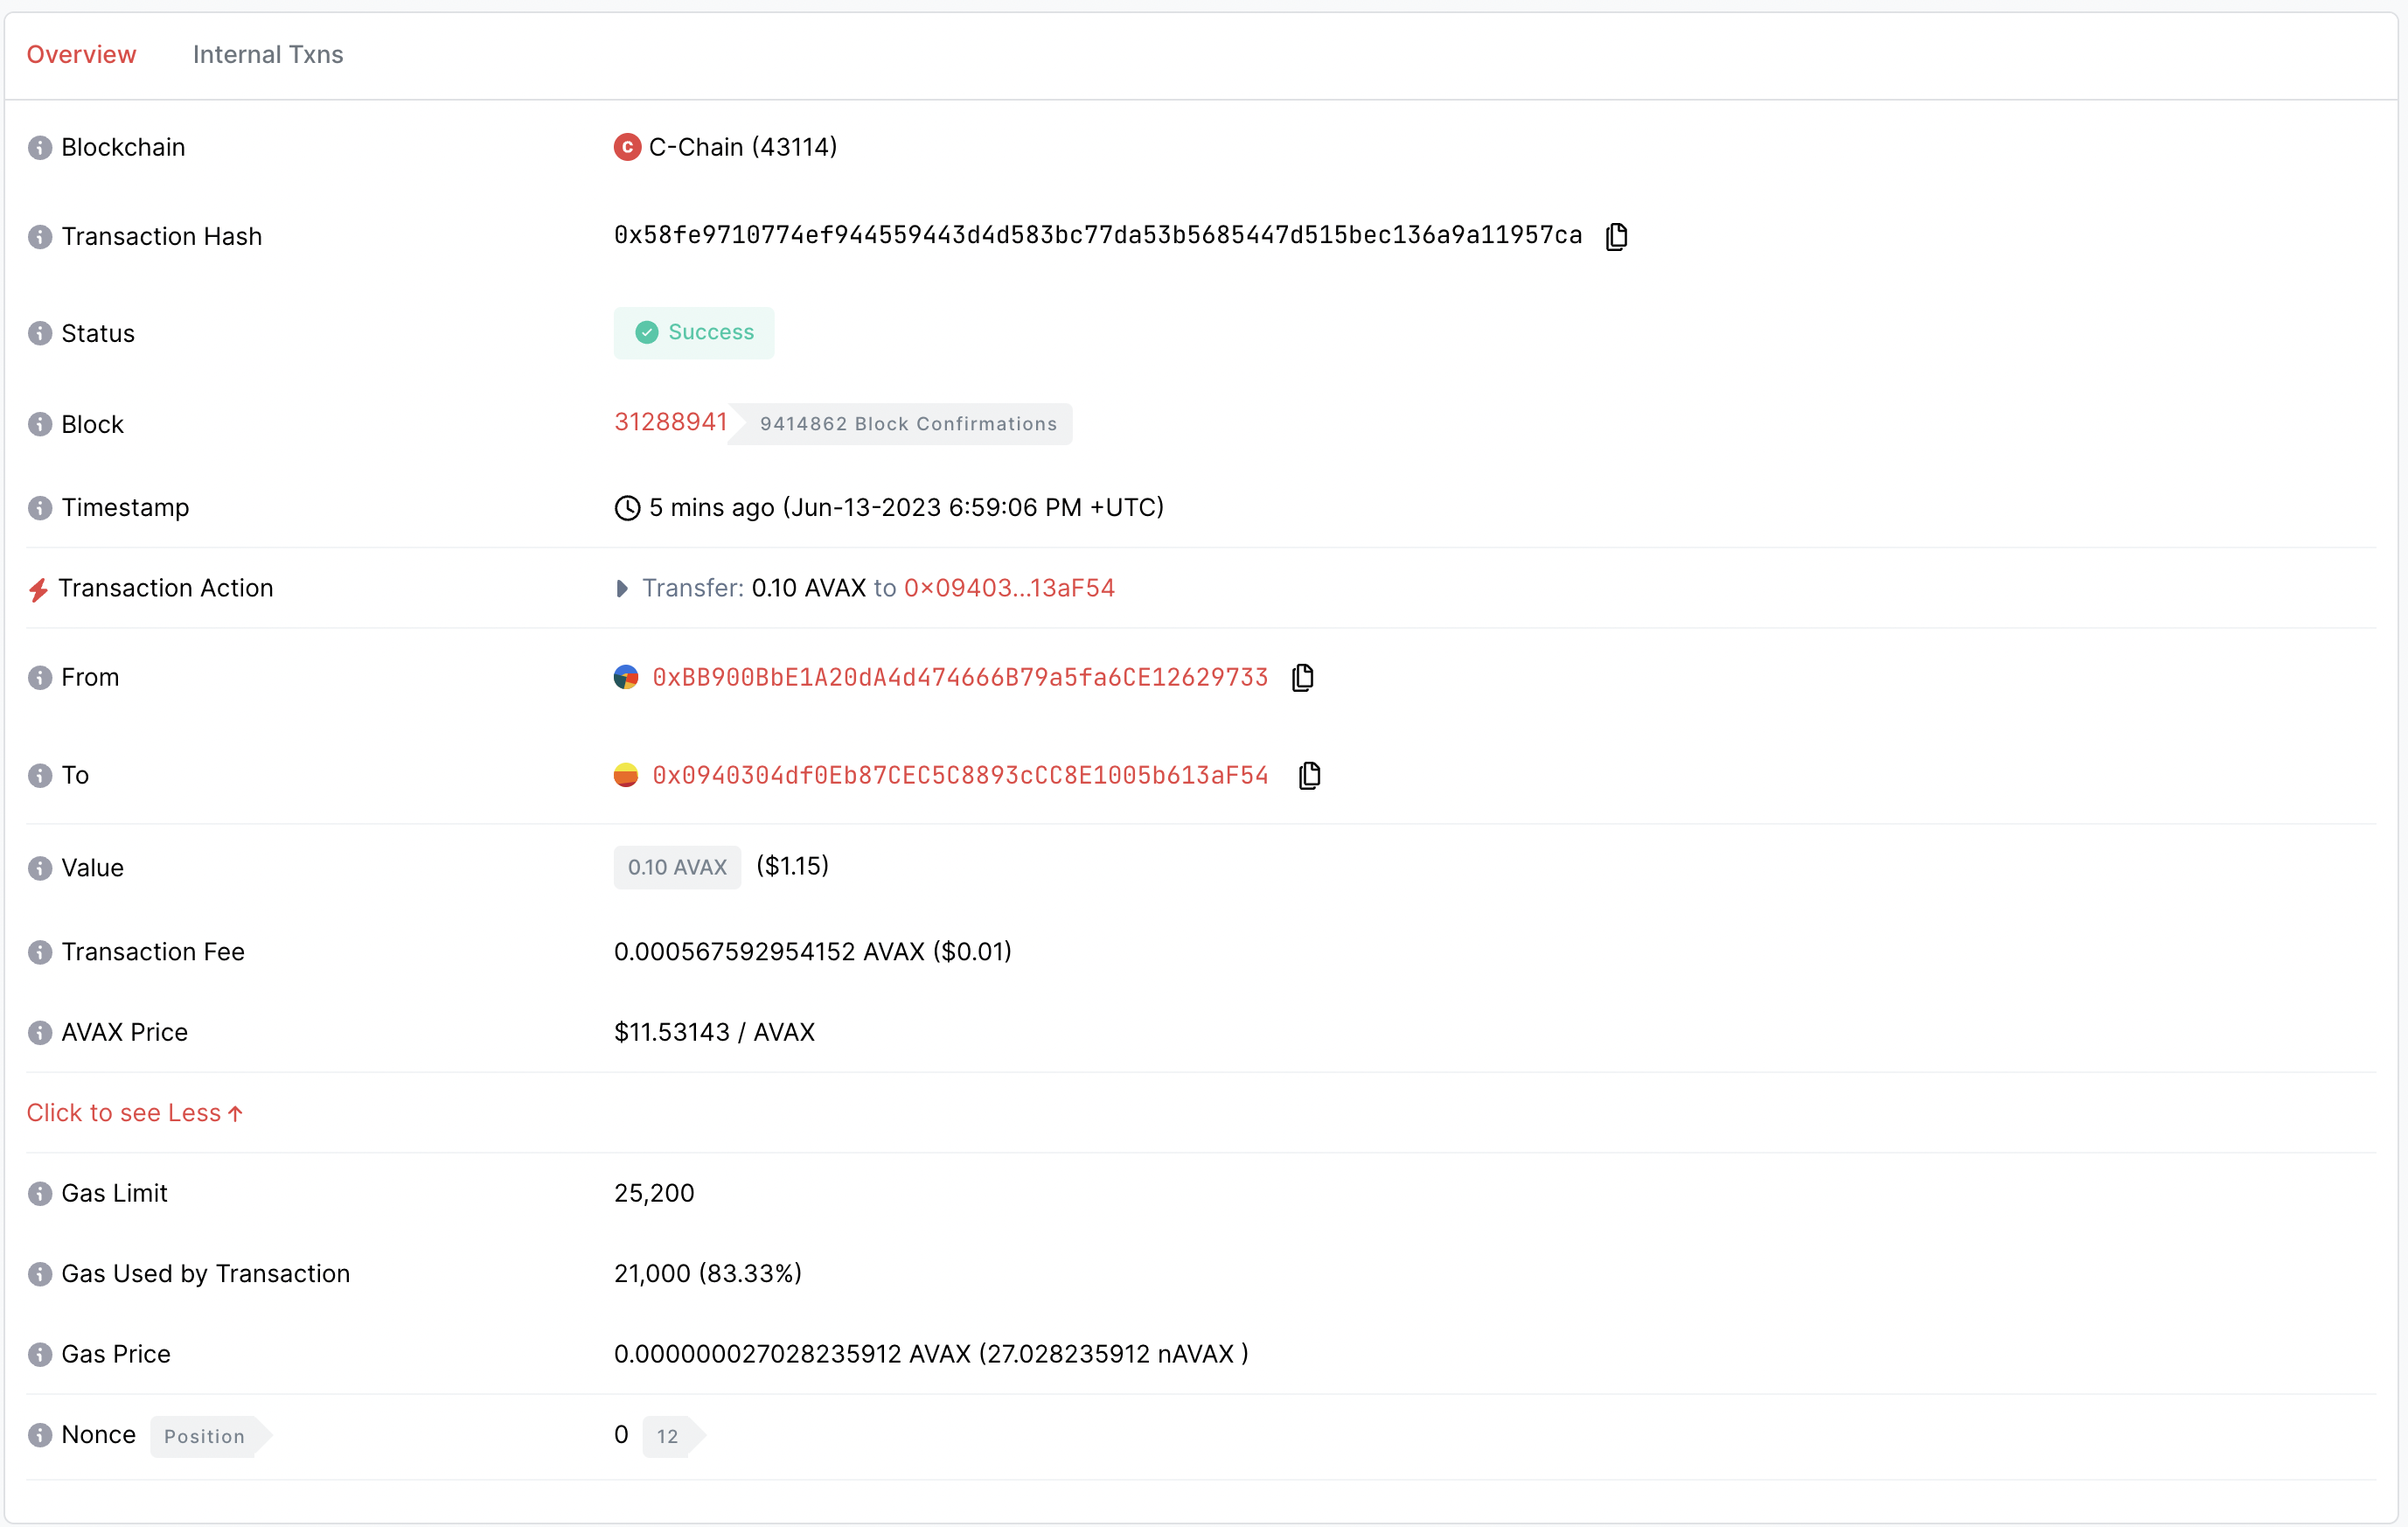 Overview Internal Txns
Blockchain C C-Chain (43114)
Transaction Hash 0x58fe9710774ef944559443d4d583bc77da53b5685447d515bec136a9a11957ca
Status Success
Block 31288941 9414862 Block Confirmations
Timestamp 5 mins ago (Jun-13-2023 6:59:06 PM +UTC)
Transaction Action Transfer: 0.10 AVAX to 0×09403...13aF54
From 0xBB900BbE1A20dA4d474666B79a5fa6CE12629733
To 0x0940304df0Eb87CEC5C8893cCC8E1005b613aF54
Value 0.10 AVAX ($1.15)
Transaction Fee 0.000567592954152 AVAX ($0.01)
AVAX Price $11.53143 / AVAX
Click to see Less ↑
Gas Limit 25,200
Gas Used by Transaction 21,000 (83.33%)
Gas Price 0.000000027028235912 AVAX (27.028235912 nAVAX )
Nonce Position 0 12